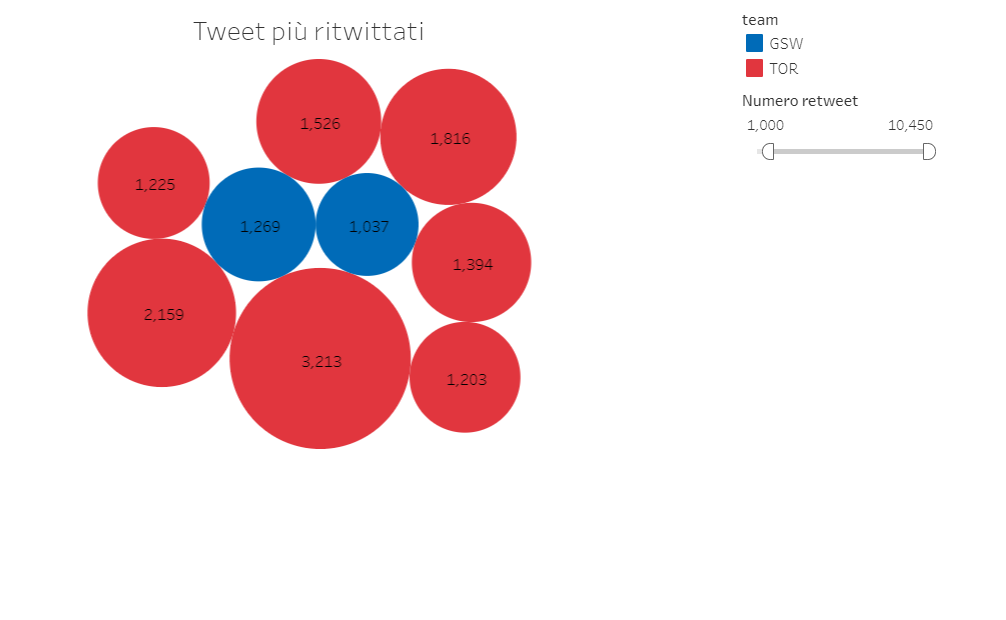 Tweet più ritwittati
team
GSW
TOR
Numero retweet
1,000 10,450
1,526
1,816
1,225
1,269
1,037
1,394
2,159
3,213
1,203